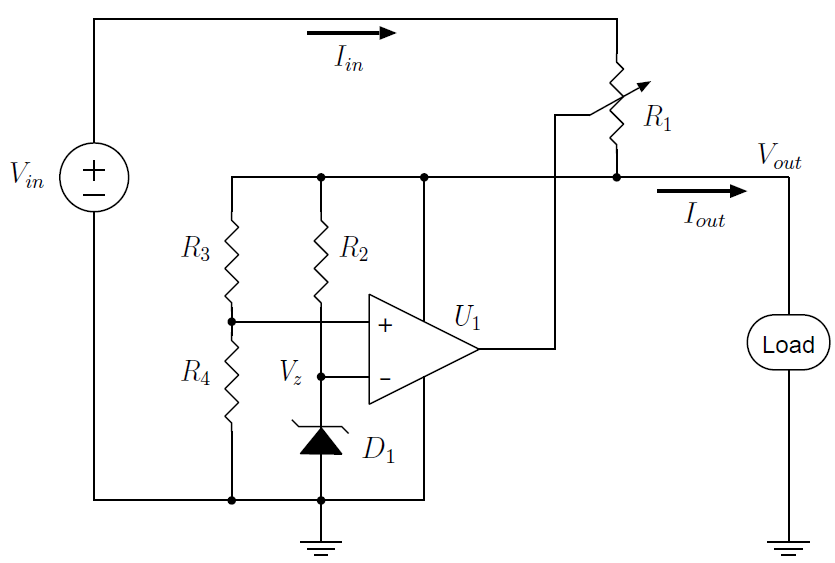 I_in
R_1
V_in
+
−
V_out
I_out
R_3
R_2
U_1
+
R_4
V_z
−
Load
D_1